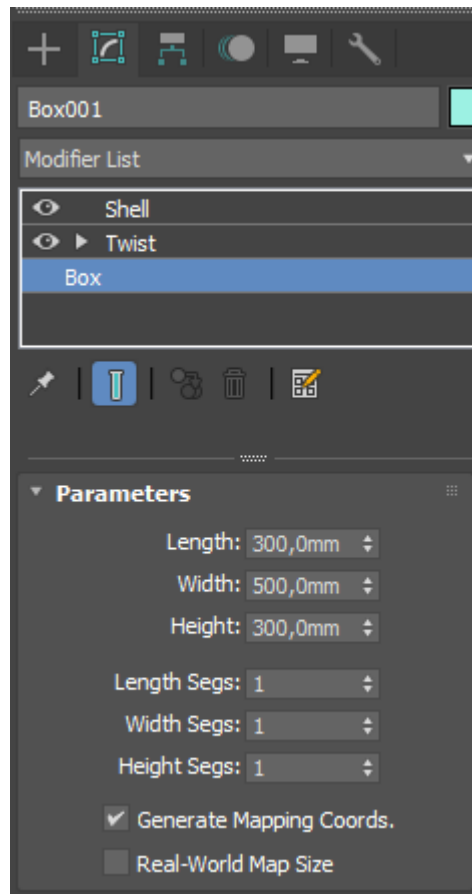 Box001
Modifier List
Shell
Twist
Box
Parameters
Length: 300,0mm
Width: 500,0mm
Height: 300,0mm
Length Segs: 1
Width Segs: 1
Height Segs: 1
Generate Mapping Coords.
Real-World Map Size